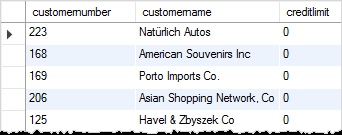 customernumber customername creditlimit
223 Natürlich Autos 0
168 American Souvenirs Inc 0
169 Porto Imports Co. 0
206 Asian Shopping Network, Co 0
125 Havel & Zbyszek Co 0